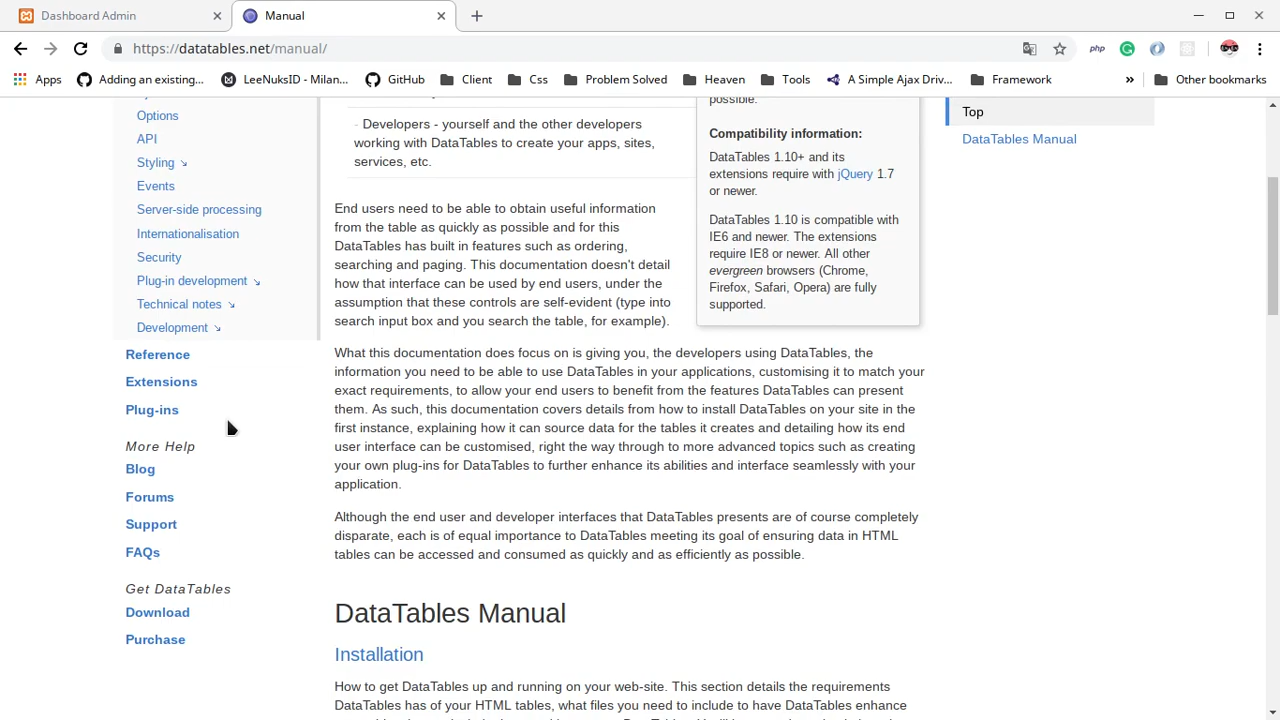 Dashboard Admin
Manual
https://datatables.net/manual/
php
Apps
Adding an existing...
LeeNuksID - Milan...
GitHub
Client
Css
Problem Solved
Heaven
Tools
A Simple Ajax Driv...
Framework
»
Other bookmarks
Options
API
Styling ↘
Events
Server-side processing
Internationalisation
Security
Plug-in development ↘
Technical notes ↘
Development ↘
Reference
Extensions
Plug-ins
More Help
Blog
Forums
Support
FAQs
Get DataTables
Download
Purchase
- Developers - yourself and the other developers
working with DataTables to create your apps, sites,
services, etc.
End users need to be able to obtain useful information
from the table as quickly as possible and for this
DataTables has built in features such as ordering,
searching and paging. This documentation doesn't detail
how that interface can be used by end users, under the
assumption that these controls are self-evident (type into
search input box and you search the table, for example).
possible.
Compatibility information:
DataTables 1.10+ and its
extensions require with jQuery 1.7
or newer.
DataTables 1.10 is compatible with
IE6 and newer. The extensions
require IE8 or newer. All other
evergreen browsers (Chrome,
Firefox, Safari, Opera) are fully
supported.
What this documentation does focus on is giving you, the developers using DataTables, the
information you need to be able to use DataTables in your applications, customising it to match your
exact requirements, to allow your end users to benefit from the features DataTables can present
them. As such, this documentation covers details from how to install DataTables on your site in the
first instance, explaining how it can source data for the tables it creates and detailing how its end
user interface can be customised, right the way through to more advanced topics such as creating
your own plug-ins for DataTables to further enhance its abilities and interface seamlessly with your
application.
Although the end user and developer interfaces that DataTables presents are of course completely
disparate, each is of equal importance to DataTables meeting its goal of ensuring data in HTML
tables can be accessed and consumed as quickly and as efficiently as possible.
DataTables Manual
Installation
How to get DataTables up and running on your web-site. This section details the requirements
DataTables has of your HTML tables, what files you need to include to have DataTables enhance
Top
DataTables Manual